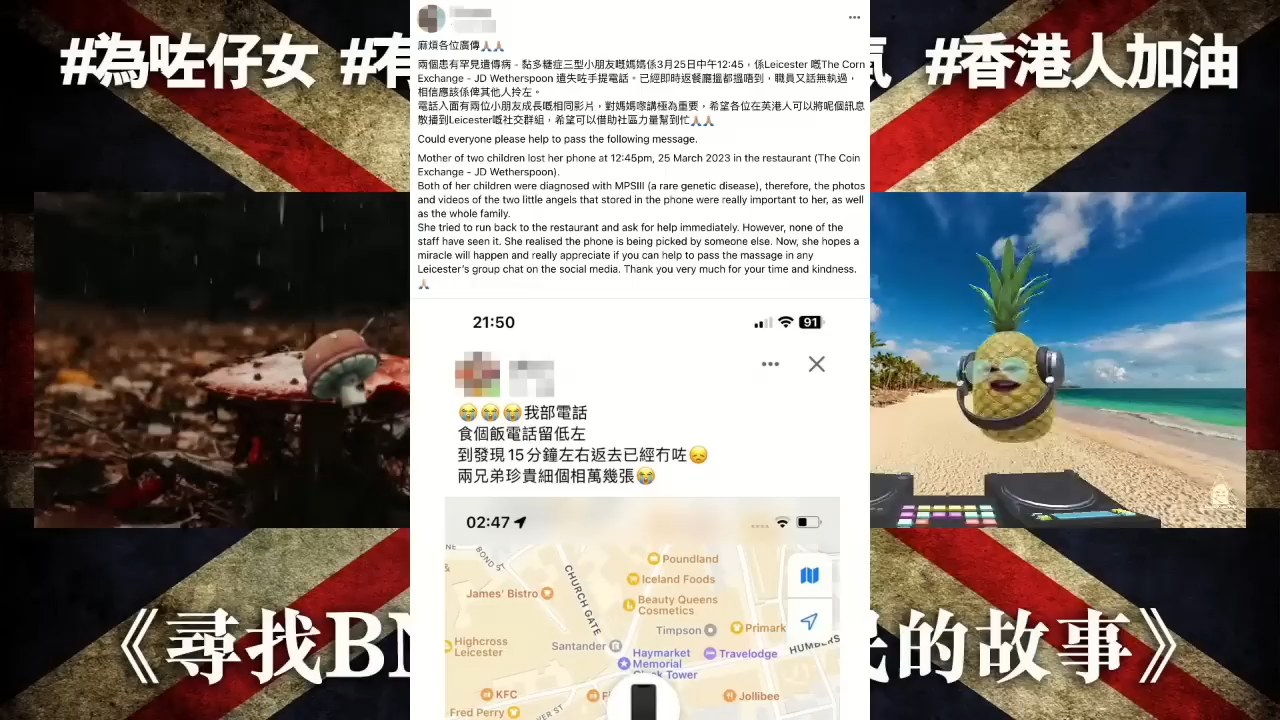 #為咗仔女 #有
氣 #香港人加油
麻煩各位廣傳🙏🙏
兩個患有罕見遺傳病 - 黏多糖症三型小朋友嘅媽媽係3月25日中午12:45，係Leicester 嘅The Corn
Exchange - JD Wetherspoon 遺失咗手提電話。已經即時返餐廳搵都搵唔到，職員又話無執過，
相信應該係俾其他人拎左。
電話入面有兩位小朋友成長嘅相同影片，對媽媽嚟講極為重要，希望各位在英港人可以將呢個訊息
散播到Leicester嘅社交群組，希望可以借助社區力量幫到忙🙏🙏
Could everyone please help to pass the following message.
Mother of two children lost her phone at 12:45pm, 25 March 2023 in the restaurant (The Coin
Exchange - JD Wetherspoon).
Both of her children were diagnosed with MPSIII (a rare genetic disease), therefore, the photos
and videos of the two little angels that stored in the phone were really important to her, as well
as the whole family.
She tried to run back to the restaurant and ask for help immediately. However, none of the
staff have seen it. She realised the phone is being picked by someone else. Now, she hopes a
miracle will happen and really appreciate if you can help to pass the massage in any
Leicester's group chat on the social media. Thank you very much for your time and kindness.
🙏
21:50
91
😭😭😭我部電話
食個飯電話留低左
到發現15分鐘左右返去已經冇咗😞
兩兄弟珍貴細個相萬幾張😭
02:47
BOND ST
Poundland
Iceland Foods
James' Bistro
CHURCH GATE
Beauty Queens
Cosmetics
Timpson
Primark
Highcross
Leicester
Santander
HUMBERS
Haymarket
Memorial
Clock Tower
Travelodge
KFC
Jollibee
Fred Perry
VER ST
《尋找BN
民的故事》